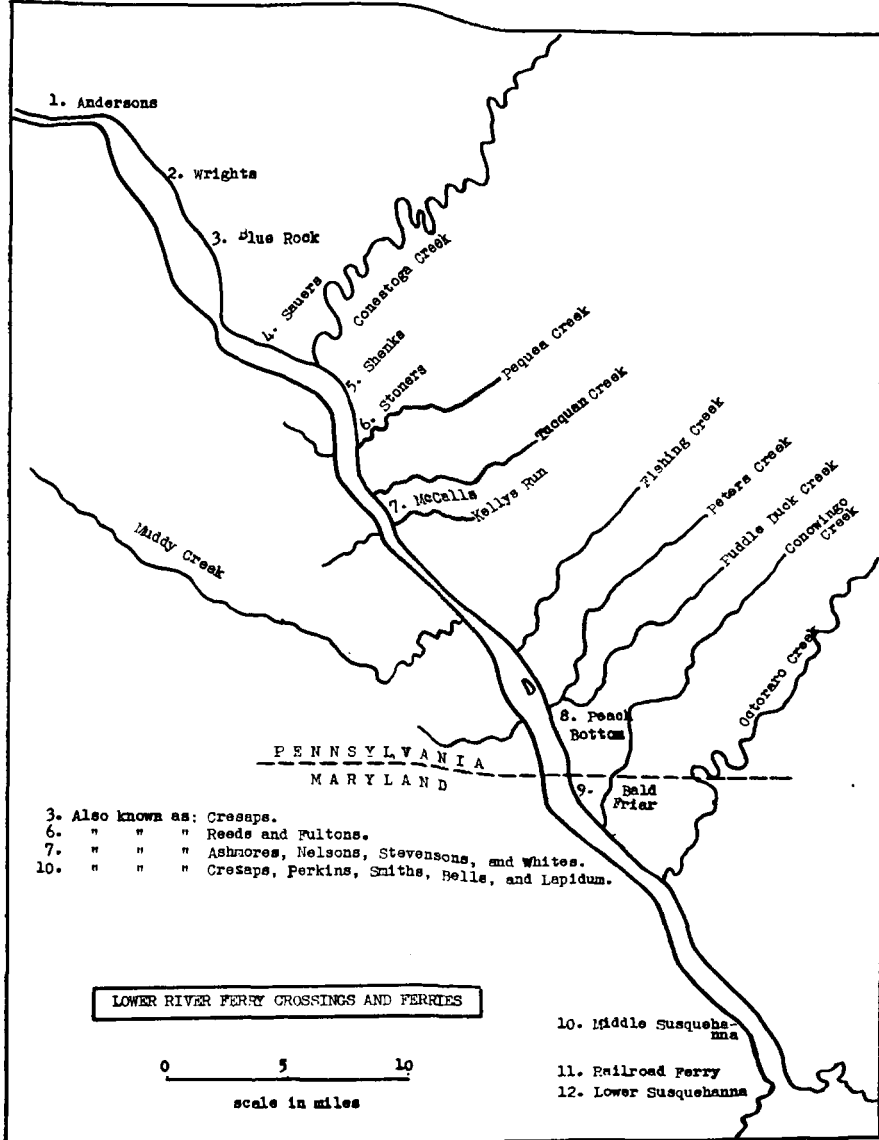 1. Andersons
2. Wrights
3. Blue Rock
4. Sauers
Conestoga Creek
5. Shenks
6. Stoners
Pequea Creek
Tucquan Creek
7. McCalls
Kellys Run
Fishing Creek
Peters Creek
Puddle Duck Creek
Conowingo
Creek
Muddy Creek
Octoraro Creek
8. Peach
Bottom
PENNSYLVANIA
MARYLAND
9. Bald
Friar
3. Also known as: Cresaps.
6. " " " Reeds and Fultons.
7. " " " Ashmores, Nelsons, Stevensons, and Whites.
10. " " " Cresaps, Perkins, Smiths, Bells, and Lapidum.
LOWER RIVER FERRY CROSSINGS AND FERRIES
0 5 10
scale in miles
10. Middle Susqueha-
nna
11. Railroad Ferry
12. Lower Susquehanna